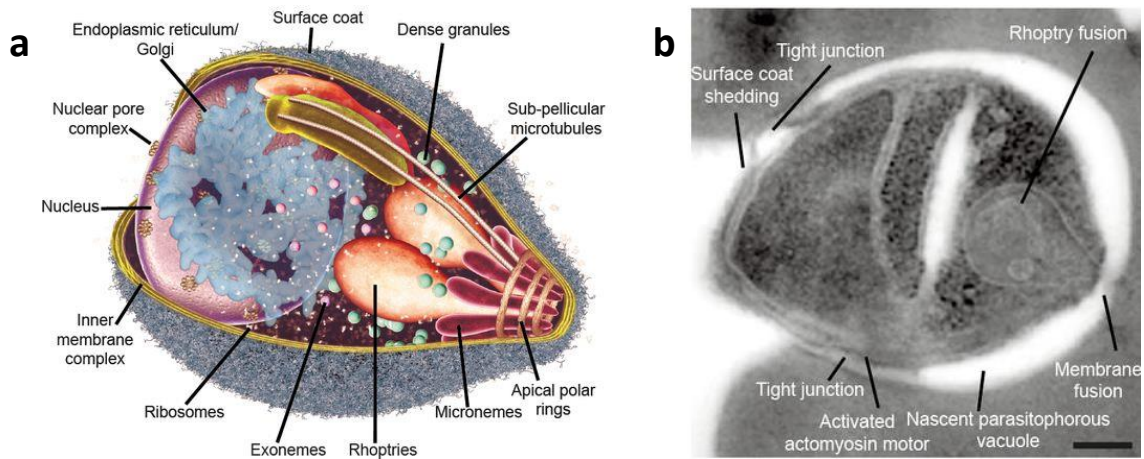 a
Surface coat
Endoplasmic reticulum/
Golgi
Dense granules
Nuclear pore
complex
Sub-pellicular
microtubules
Nucleus
Inner
membrane
complex
Ribosomes
Exonemes
Rhoptries
Micronemes
Apical polar
rings
b
Rhoptry fusion
Tight junction
Surface coat
shedding
Tight junction
Activated
actomyosin motor
Nascent parasitophorous
vacuole
Membrane
fusion